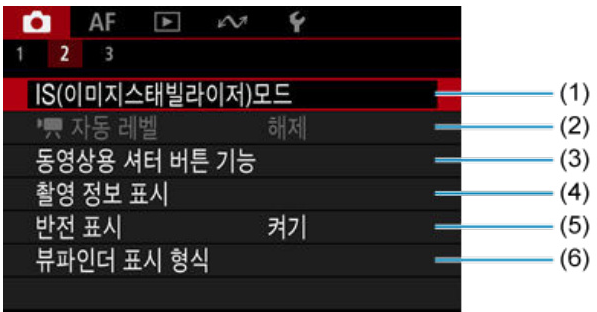 AF
1 2 3
IS(이미지스태빌라이저)모드 (1)
자동 레벨 해제 (2)
동영상용 셔터 버튼 기능 (3)
촬영 정보 표시 (4)
반전 표시 켜기 (5)
뷰파인더 표시 형식 (6)